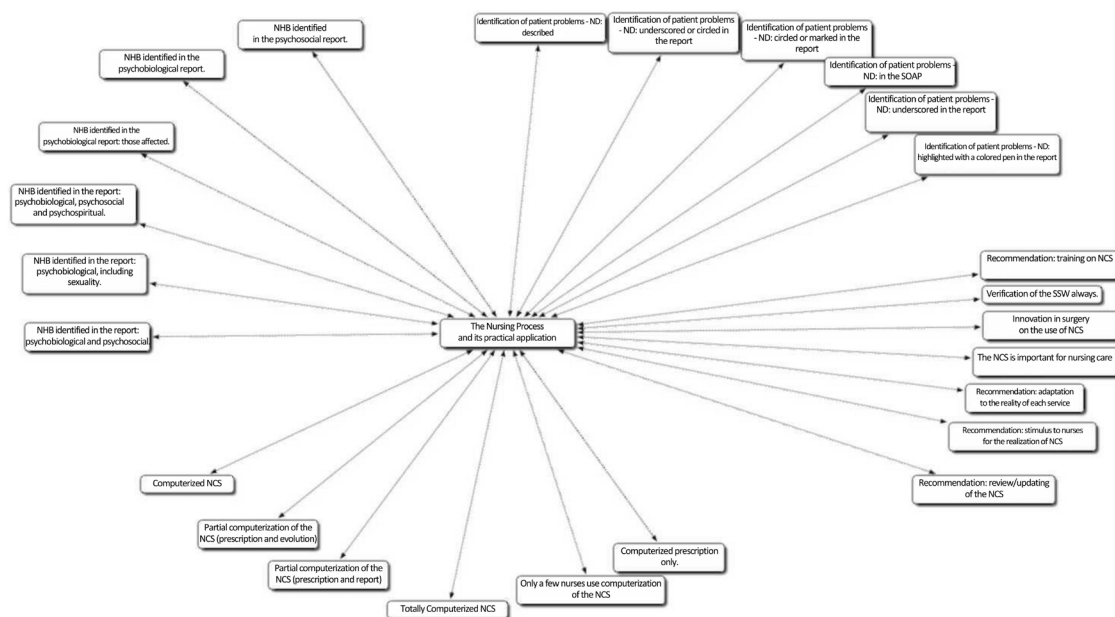 NHB identified
in the psychosocial report.
Identification of patient problems - ND:
described
Identification of patient problems
- ND: underscored or circled in
the report
Identification of patient problems
- ND: circled or marked in the
report
NHB identified in the
psychobiological report.
Identification of patient problems -
ND: in the SOAP
Identification of patient problems -
ND: underscored in the report
NHB identified in the
psychobiological report: those affected.
Identification of patient problems - ND:
highlighted with a colored pen in the report
NHB identified in the report:
psychobiological, psychosocial
and psychospiritual.
NHB identified in the report:
psychobiological, including
sexuality.
Recommendation: training on NCS
Verification of the SSW always.
NHB identified in the report:
psychobiological and psychosocial.
The Nursing Process
and its practical application
Innovation in surgery
on the use of NCS
The NCS is important for nursing care
Recommendation: adaptation
to the reality of each service
Recommendation: stimulus to nurses
for the realization of NCS
Computerized NCS
Recommendation: review/updating
of the NCS
Partial computerization of the
NCS (prescription and evolution)
Partial computerization of the
NCS (prescription and report)
Computerized prescription
only.
Only a few nurses use computerization
of the NCS
Totally Computerized NCS